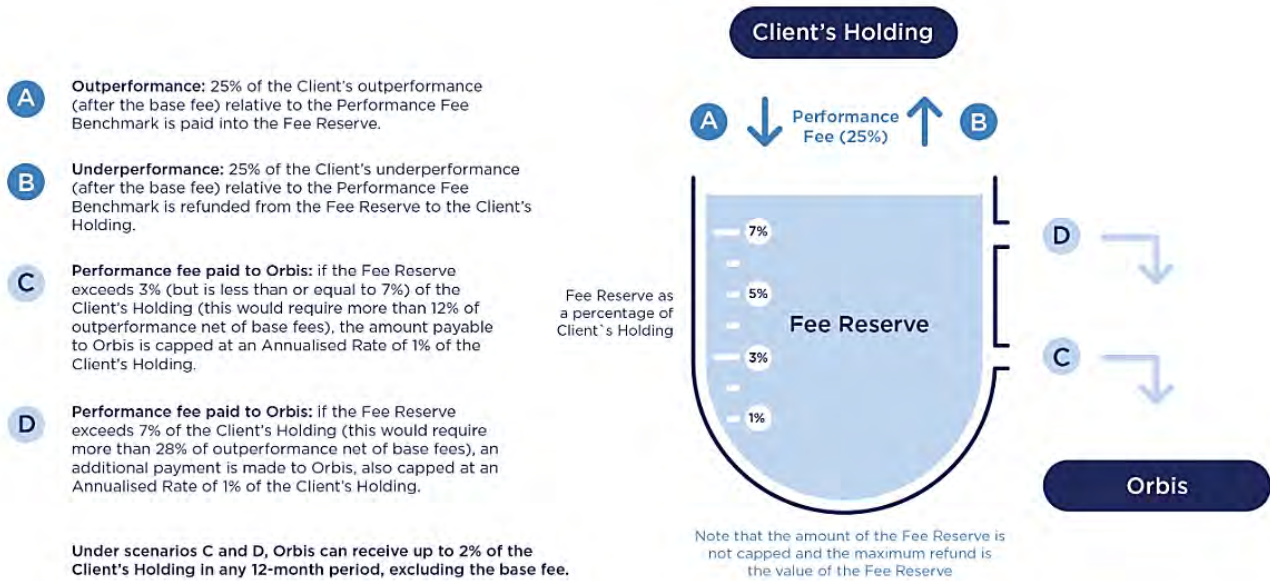 Client's Holding
A
Outperformance: 25% of the Client's outperformance
(after the base fee) relative to the Performance Fee
Benchmark is paid into the Fee Reserve.
B
Underperformance: 25% of the Client's underperformance
(after the base fee) relative to the Performance Fee
Benchmark is refunded from the Fee Reserve to the Client's
Holding.
C
Performance fee paid to Orbis: if the Fee Reserve
exceeds 3% (but is less than or equal to 7%) of the
Client's Holding (this would require more than 12% of
outperformance net of base fees), the amount payable
to Orbis is capped at an Annualised Rate of 1% of the
Client's Holding.
D
Performance fee paid to Orbis: if the Fee Reserve
exceeds 7% of the Client's Holding (this would require
more than 28% of outperformance net of base fees), an
additional payment is made to Orbis, also capped at an
Annualised Rate of 1% of the Client's Holding.
Under scenarios C and D, Orbis can receive up to 2% of the
Client's Holding in any 12-month period, excluding the base fee.
A
Performance
Fee (25%)
B
7%
5%
3%
1%
Fee Reserve as
a percentage of
Client`s Holding
Fee Reserve
D
C
Orbis
Note that the amount of the Fee Reserve is
not capped and the maximum refund is
the value of the Fee Reserve